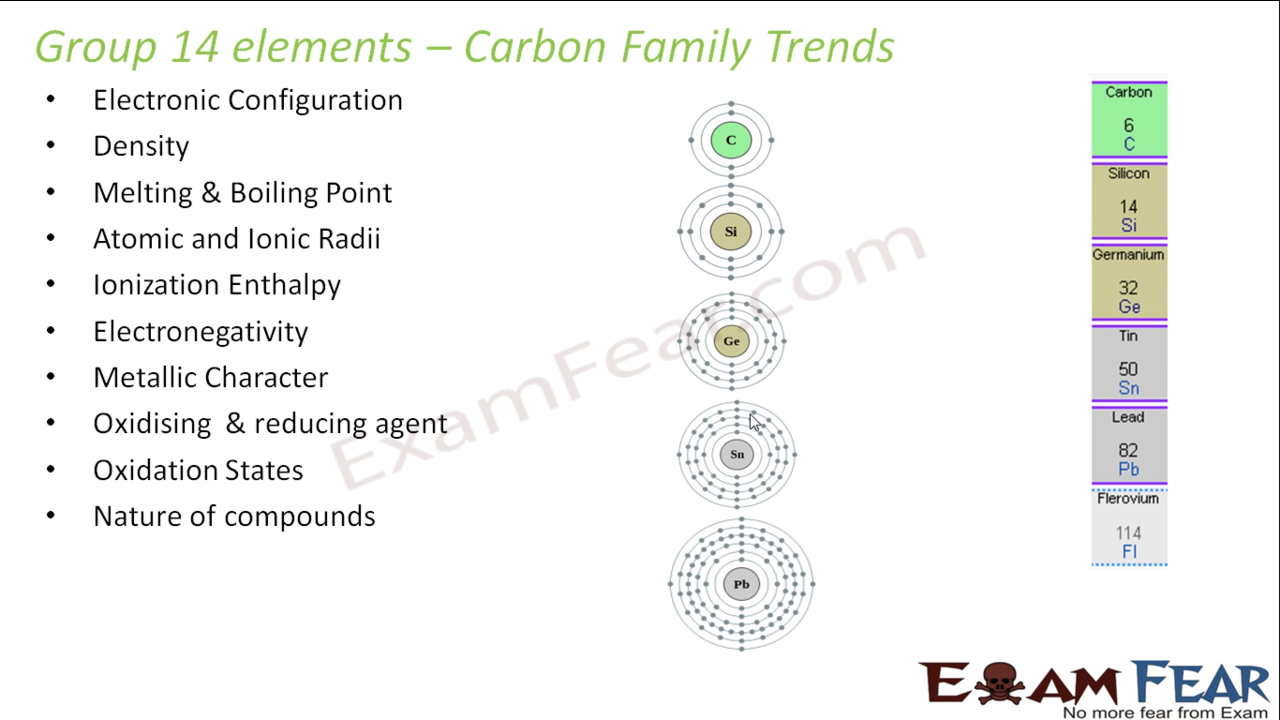 Group 14 elements – Carbon Family Trends
• Electronic Configuration
• Density
• Melting & Boiling Point
• Atomic and Ionic Radii
• Ionization Enthalpy
• Electronegativity
• Metallic Character
• Oxidising & reducing agent
• Oxidation States
• Nature of compounds
C
Si
Ge
Sn
Pb
Carbon
6
C
Silicon
14
Si
Germanium
32
Ge
Tin
50
Sn
Lead
82
Pb
Flerovium
114
Fl
ExamFear.com
EXAM FEAR
No more fear from Exam